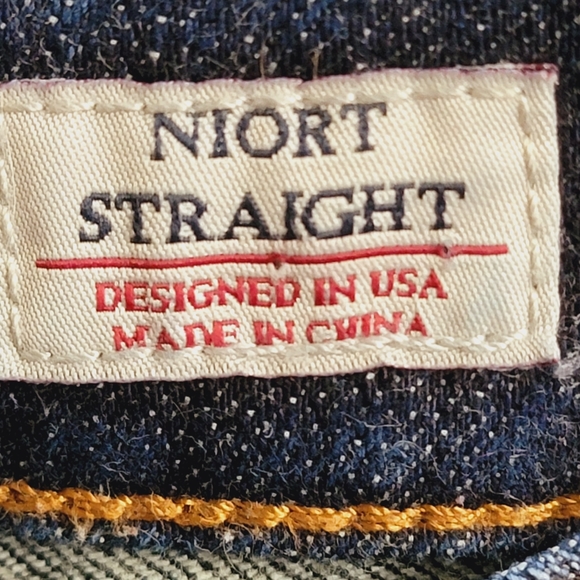 NIORT
STRAIGHT
DESIGNED IN USA
MADE IN CHINA